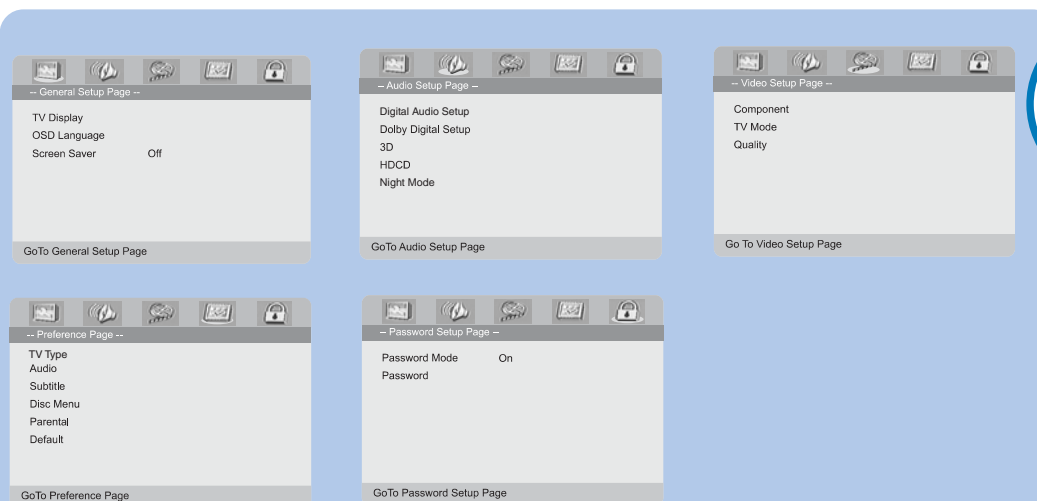 -- General Setup Page --
TV Display
OSD Language
Screen Saver Off
GoTo General Setup Page
-- Audio Setup Page --
Digital Audio Setup
Dolby Digital Setup
3D
HDCD
Night Mode
GoTo Audio Setup Page
-- Video Setup Page --
Component
TV Mode
Quality
Go To Video Setup Page
-- Preference Page --
TV Type
Audio
Subtitle
Disc Menu
Parental
Default
GoTo Preference Page
-- Password Setup Page --
Password Mode On
Password
GoTo Password Setup Page